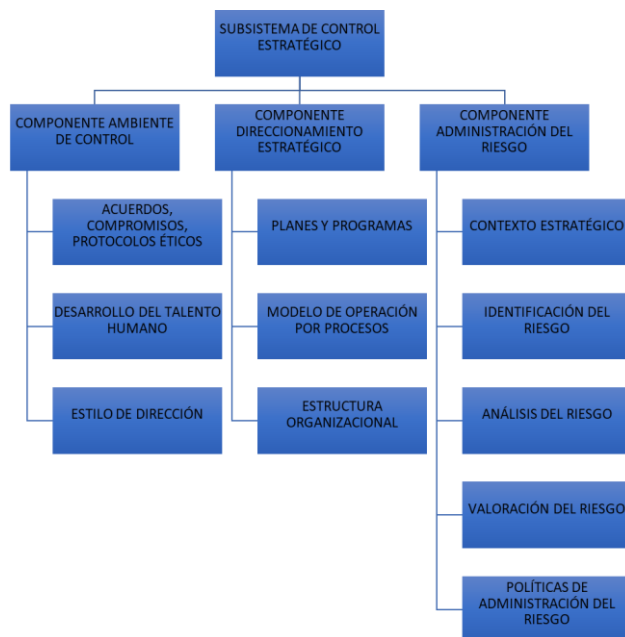 SUBSISTEMA DE CONTROL
ESTRATÉGICO
COMPONENTE AMBIENTE
DE CONTROL
COMPONENTE
DIRECCIONAMIENTO
ESTRATÉGICO
COMPONENTE
ADMINISTRACIÓN DEL
RIESGO
ACUERDOS,
COMPROMISOS,
PROTOCOLOS ÉTICOS
PLANES Y PROGRAMAS
CONTEXTO ESTRATÉGICO
DESARROLLO DEL TALENTO
HUMANO
MODELO DE OPERACIÓN
POR PROCESOS
IDENTIFICACIÓN DEL
RIESGO
ESTILO DE DIRECCIÓN
ESTRUCTURA
ORGANIZACIONAL
ANÁLISIS DEL RIESGO
VALORACIÓN DEL RIESGO
POLÍTICAS DE
ADMINISTRACIÓN DEL
RIESGO